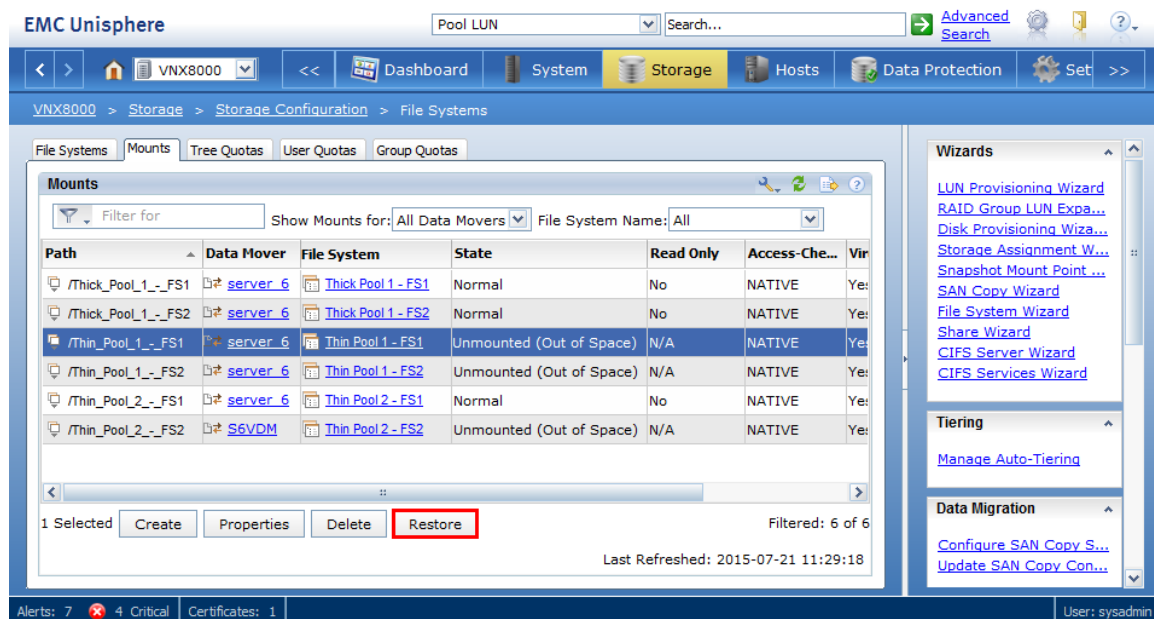 EMC Unisphere
Pool LUN
Search...
Advanced Search
VNX8000
<<
Dashboard
System
Storage
Hosts
Data Protection
Set
>>
VNX8000 > Storage > Storage Configuration > File Systems
File Systems Mounts Tree Quotas User Quotas Group Quotas
Mounts
Filter for
Show Mounts for: All Data Movers File System Name: All
Path Data Mover File System State Read Only Access-Che... Vir
/Thick_Pool_1_-_FS1 server_6 Thick Pool 1 - FS1 Normal No NATIVE Yes
/Thick_Pool_1_-_FS2 server_6 Thick Pool 1 - FS2 Normal No NATIVE Yes
/Thin_Pool_1_-_FS1 server_6 Thin Pool 1 - FS1 Unmounted (Out of Space) N/A NATIVE Yes
/Thin_Pool_1_-_FS2 server_6 Thin Pool 1 - FS2 Unmounted (Out of Space) N/A NATIVE Yes
/Thin_Pool_2_-_FS1 server_6 Thin Pool 2 - FS1 Normal No NATIVE Yes
/Thin_Pool_2_-_FS2 S6VDM Thin Pool 2 - FS2 Unmounted (Out of Space) N/A NATIVE Yes
1 Selected Create Properties Delete Restore Filtered: 6 of 6
Last Refreshed: 2015-07-21 11:29:18
Wizards
LUN Provisioning Wizard
RAID Group LUN Expa...
Disk Provisioning Wiza...
Storage Assignment W...
Snapshot Mount Point ...
SAN Copy Wizard
File System Wizard
Share Wizard
CIFS Server Wizard
CIFS Services Wizard
Tiering
Manage Auto-Tiering
Data Migration
Configure SAN Copy S...
Update SAN Copy Con...
Alerts: 7 4 Critical Certificates: 1 User: sysadmin